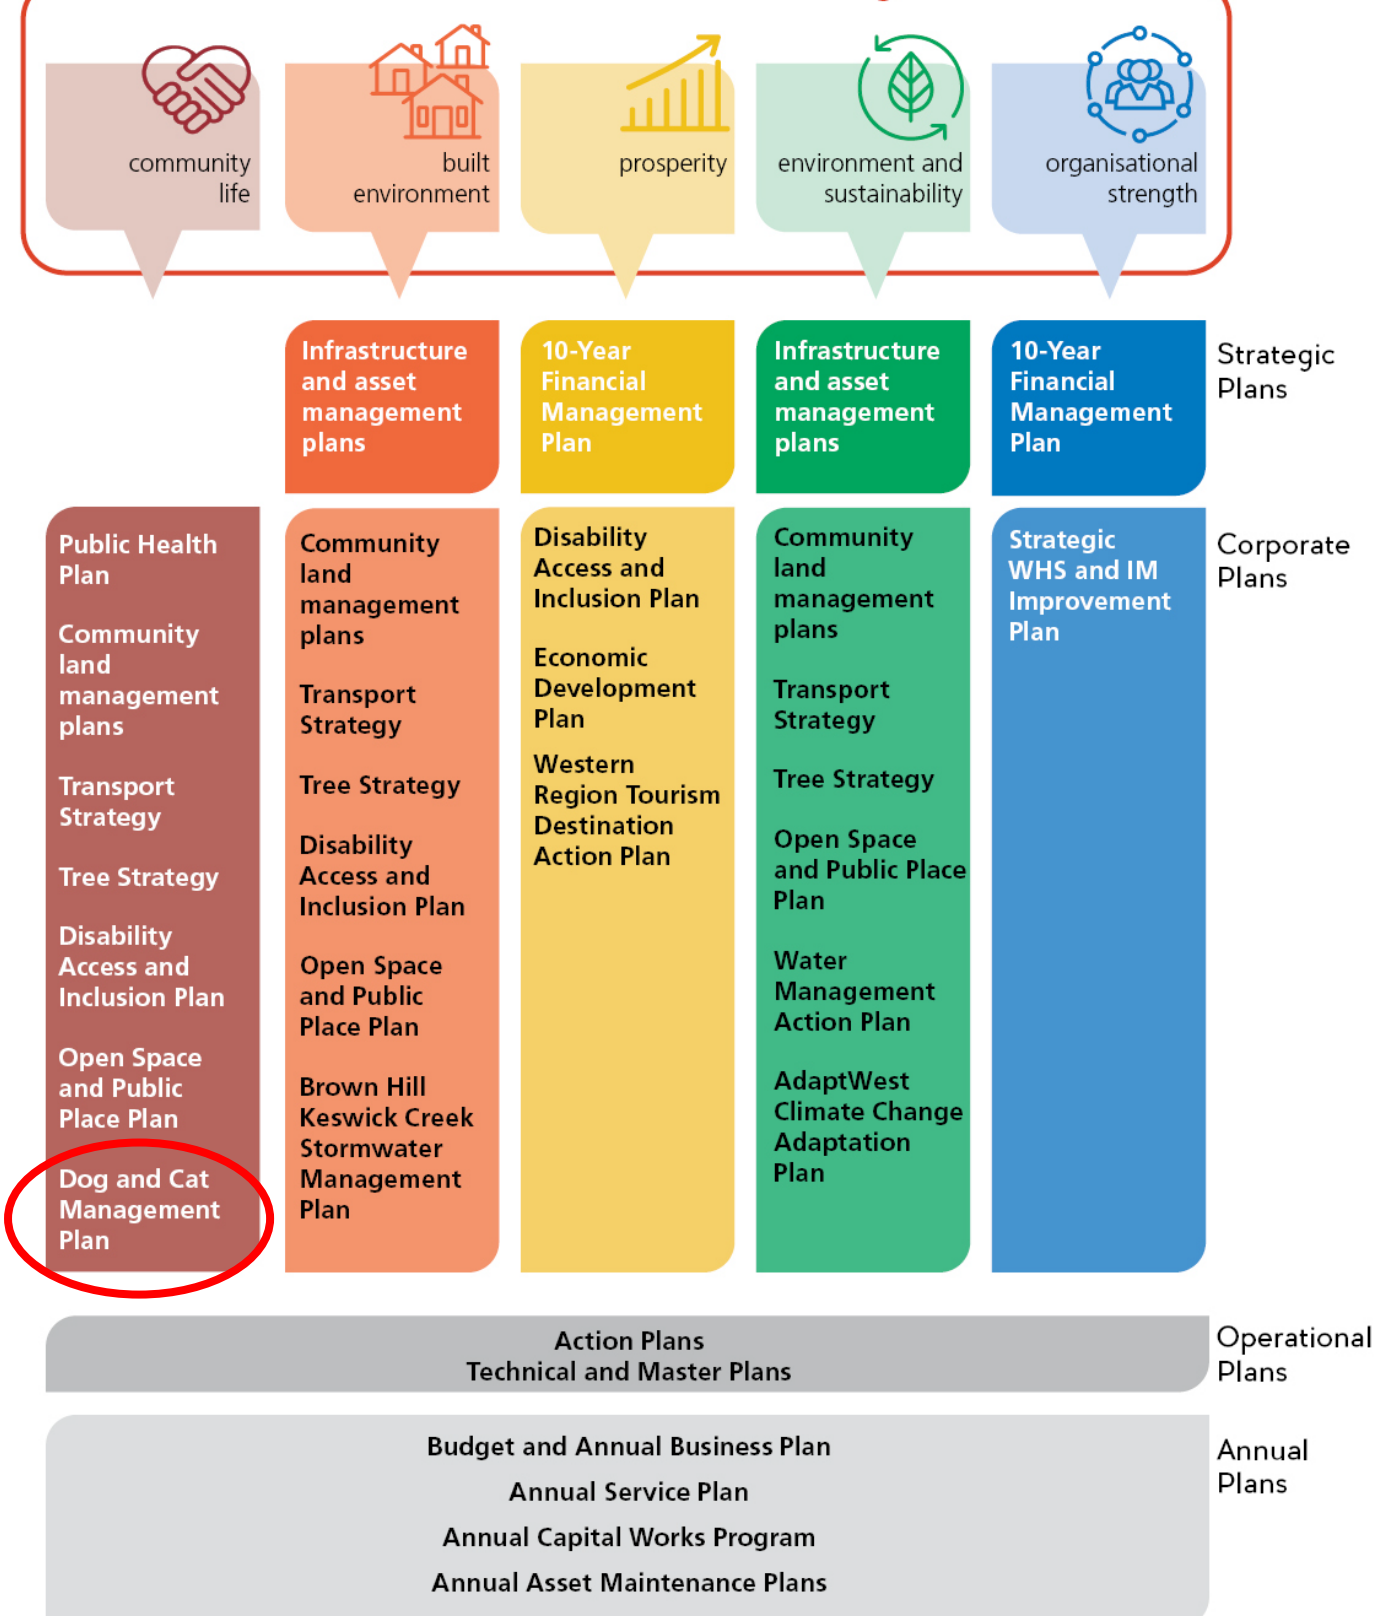 community
life
built
environment
prosperity
environment and
sustainability
organisational
strength
Infrastructure
and asset
management
plans
10-Year
Financial
Management
Plan
Infrastructure
and asset
management
plans
10-Year
Financial
Management
Plan
Strategic
Plans
Public Health
Plan
Community
land
management
plans
Transport
Strategy
Tree Strategy
Disability
Access and
Inclusion Plan
Open Space
and Public
Place Plan
Dog and Cat
Management
Plan
Community
land
management
plans
Transport
Strategy
Tree Strategy
Disability
Access and
Inclusion Plan
Open Space
and Public
Place Plan
Brown Hill
Keswick Creek
Stormwater
Management
Plan
Disability
Access and
Inclusion Plan
Economic
Development
Plan
Western
Region Tourism
Destination
Action Plan
Community
land
management
plans
Transport
Strategy
Tree Strategy
Open Space
and Public Place
Plan
Water
Management
Action Plan
AdaptWest
Climate Change
Adaptation
Plan
Strategic
WHS and IM
Improvement
Plan
Corporate
Plans
Action Plans
Technical and Master Plans
Operational
Plans
Budget and Annual Business Plan
Annual Service Plan
Annual Capital Works Program
Annual Asset Maintenance Plans
Annual
Plans